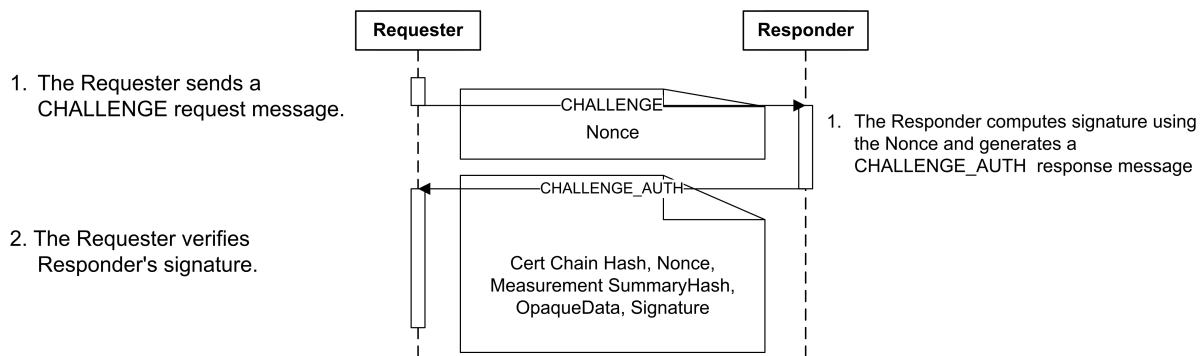 Requester
Responder
1. The Requester sends a
CHALLENGE request message.
CHALLENGE
Nonce
1. The Responder computes signature using
the Nonce and generates a
CHALLENGE_AUTH response message
CHALLENGE_AUTH
2. The Requester verifies
Responder's signature.
Cert Chain Hash, Nonce,
Measurement SummaryHash,
OpaqueData, Signature